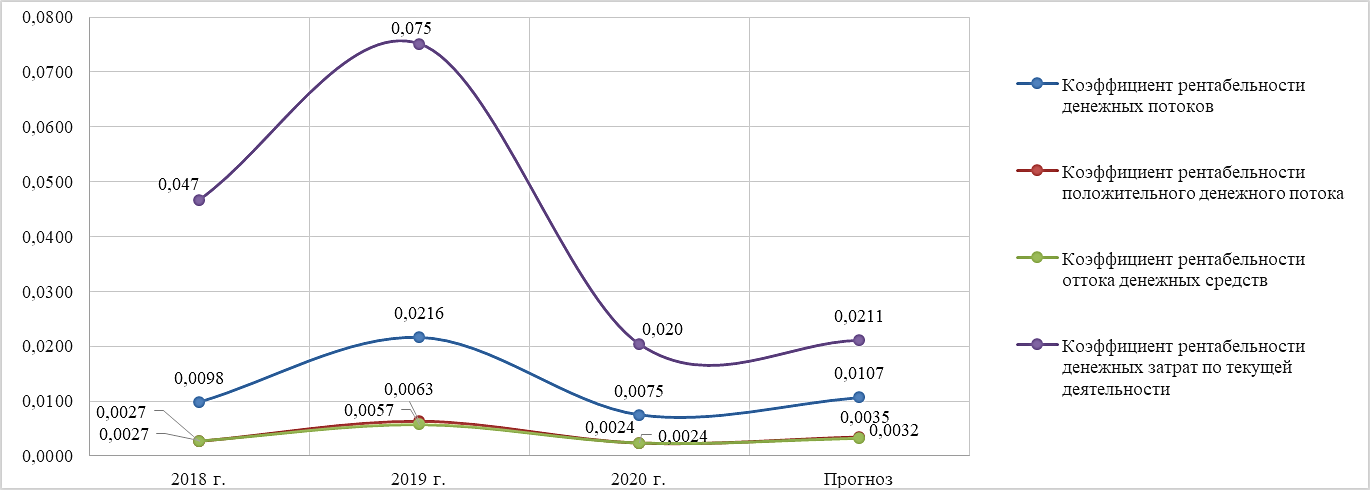 0,0800
0,0700
0,0600
0,0500
0,0400
0,0300
0,0200
0,0100
0,0000
0,047
0,075
0,020
0,0211
0,0098
0,0216
0,0075
0,0107
0,0027
0,0027
0,0063
0,0057
0,0024
0,0024
0,0035
0,0032
2018 г.
2019 г.
2020 г.
Прогноз
Коэффициент рентабельности
денежных потоков
Коэффициент рентабельности
положительного денежного потока
Коэффициент рентабельности
оттока денежных средств
Коэффициент рентабельности
денежных затрат по текущей
деятельности